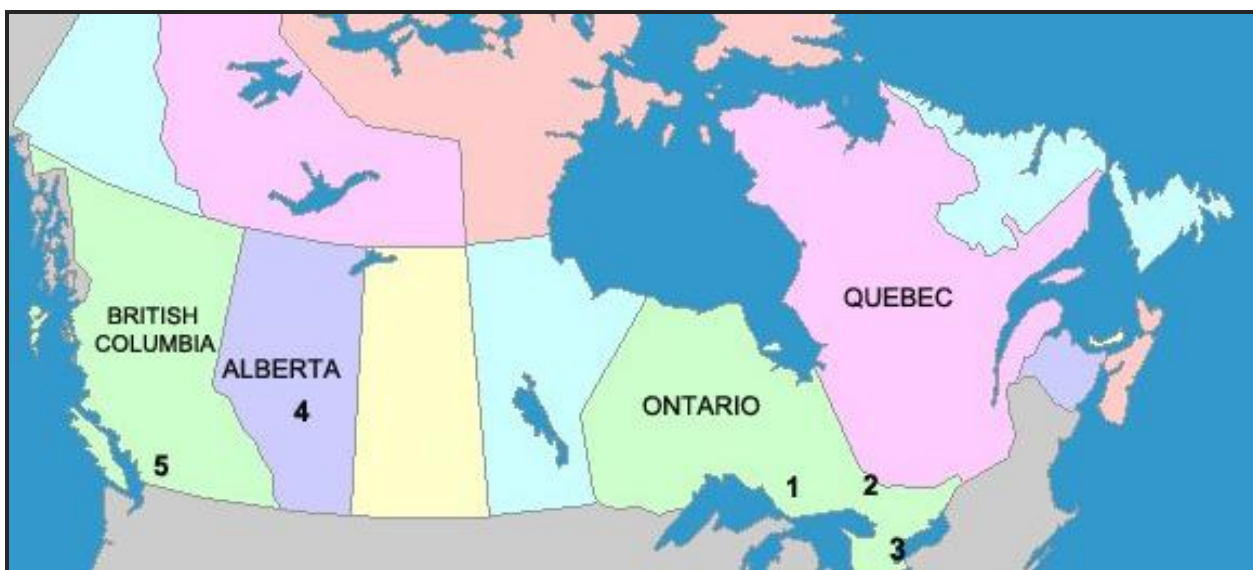 QUEBEC
BRITISH
COLUMBIA
ALBERTA
ONTARIO
4
5
1
2
3